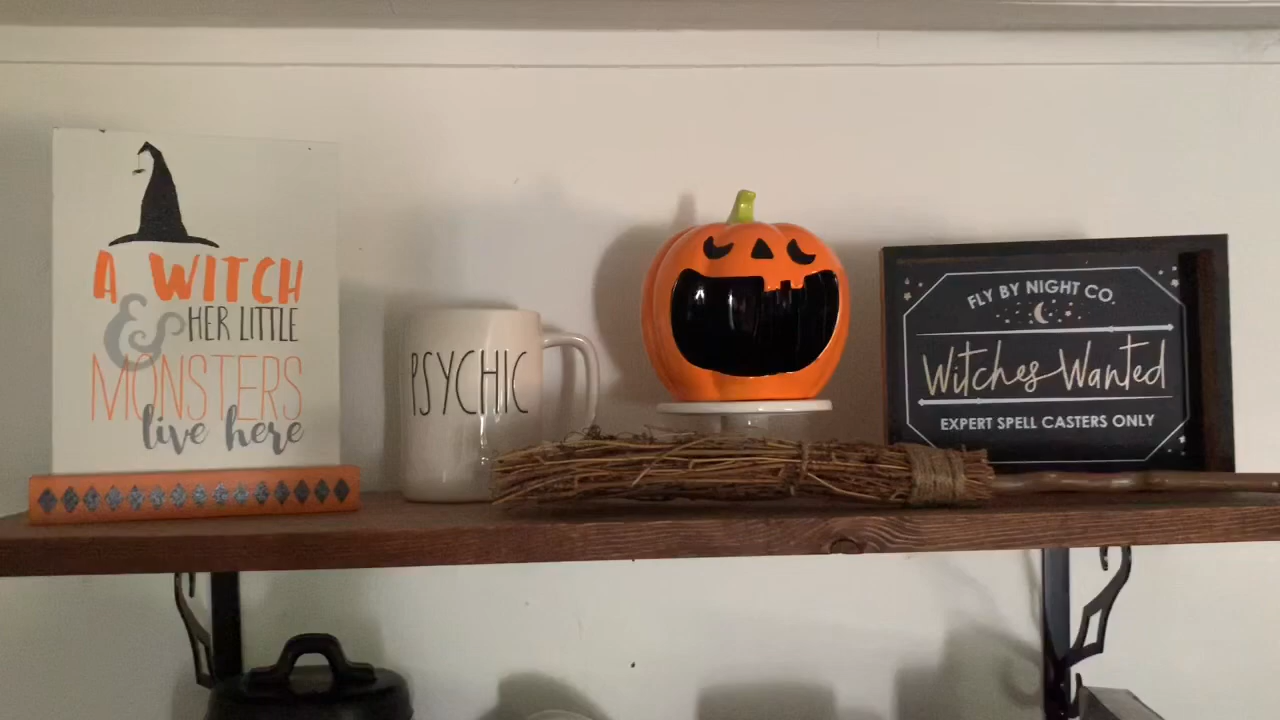 A WITCH
& HER LITTLE
MONSTERS
live here
PSYCHIC
FLY BY NIGHT CO.
Witches Wanted
EXPERT SPELL CASTERS ONLY